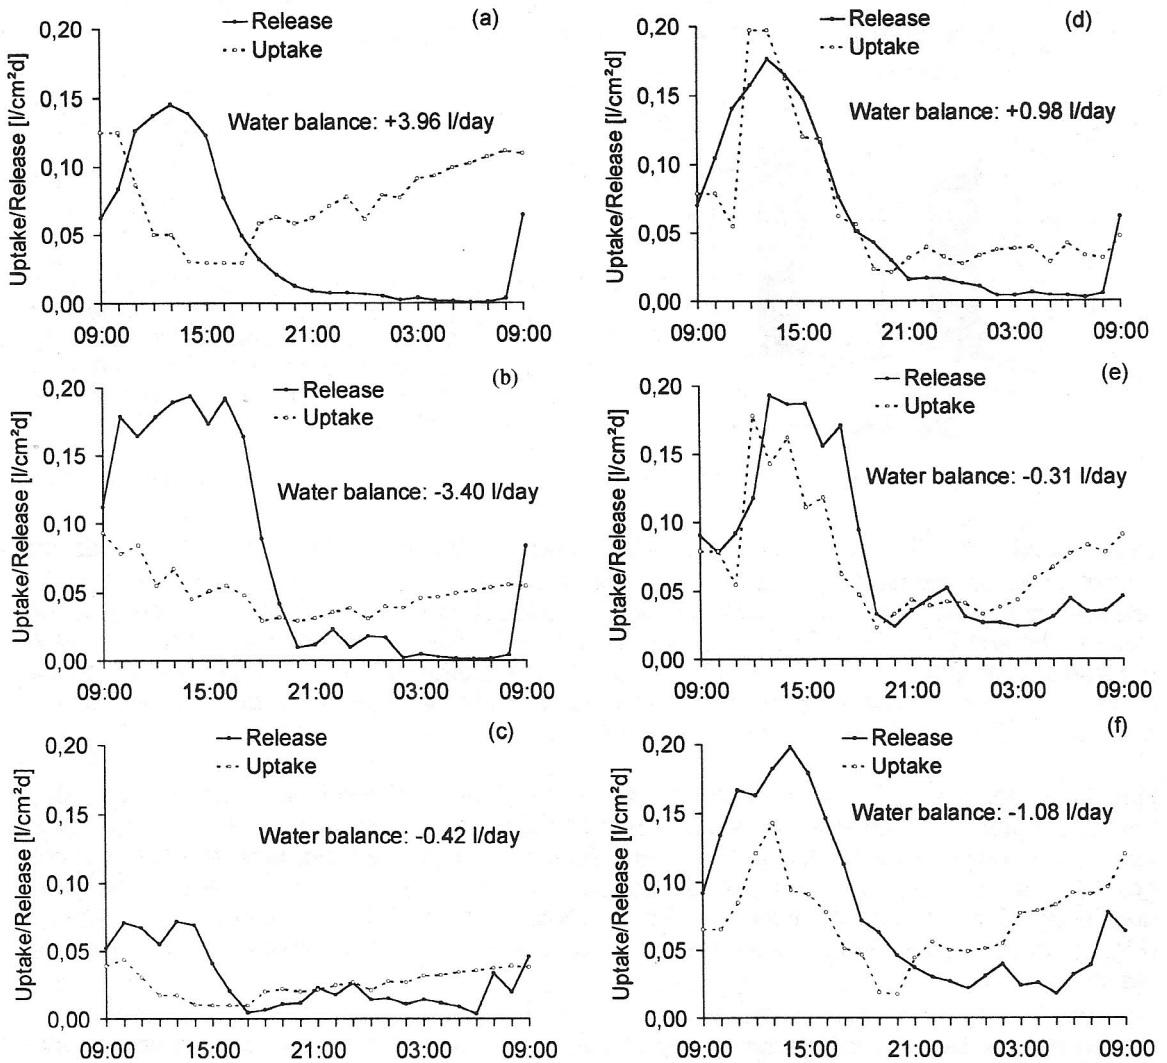 (a)
Release
Uptake
Water balance: +3.96 l/day
Uptake/Release [l/cm²d]
0,20
0,15
0,10
0,05
0,00
09:00 15:00 21:00 03:00 09:00
(d)
Release
Uptake
Water balance: +0.98 l/day
Uptake/Release [l/cm²d]
0,20
0,15
0,10
0,05
0,00
09:00 15:00 21:00 03:00 09:00
(b)
Release
Uptake
Water balance: -3.40 l/day
Uptake/Release [l/cm²d]
0,20
0,15
0,10
0,05
0,00
09:00 15:00 21:00 03:00 09:00
(e)
Release
Uptake
Water balance: -0.31 l/day
Uptake/Release [l/cm²d]
0,20
0,15
0,10
0,05
0,00
09:00 15:00 21:00 03:00 09:00
(c)
Release
Uptake
Water balance: -0.42 l/day
Uptake/Release [l/cm²d]
0,20
0,15
0,10
0,05
0,00
09:00 15:00 21:00 03:00 09:00
(f)
Release
Uptake
Water balance: -1.08 l/day
Uptake/Release [l/cm²d]
0,20
0,15
0,10
0,05
0,00
09:00 15:00 21:00 03:00 09:00